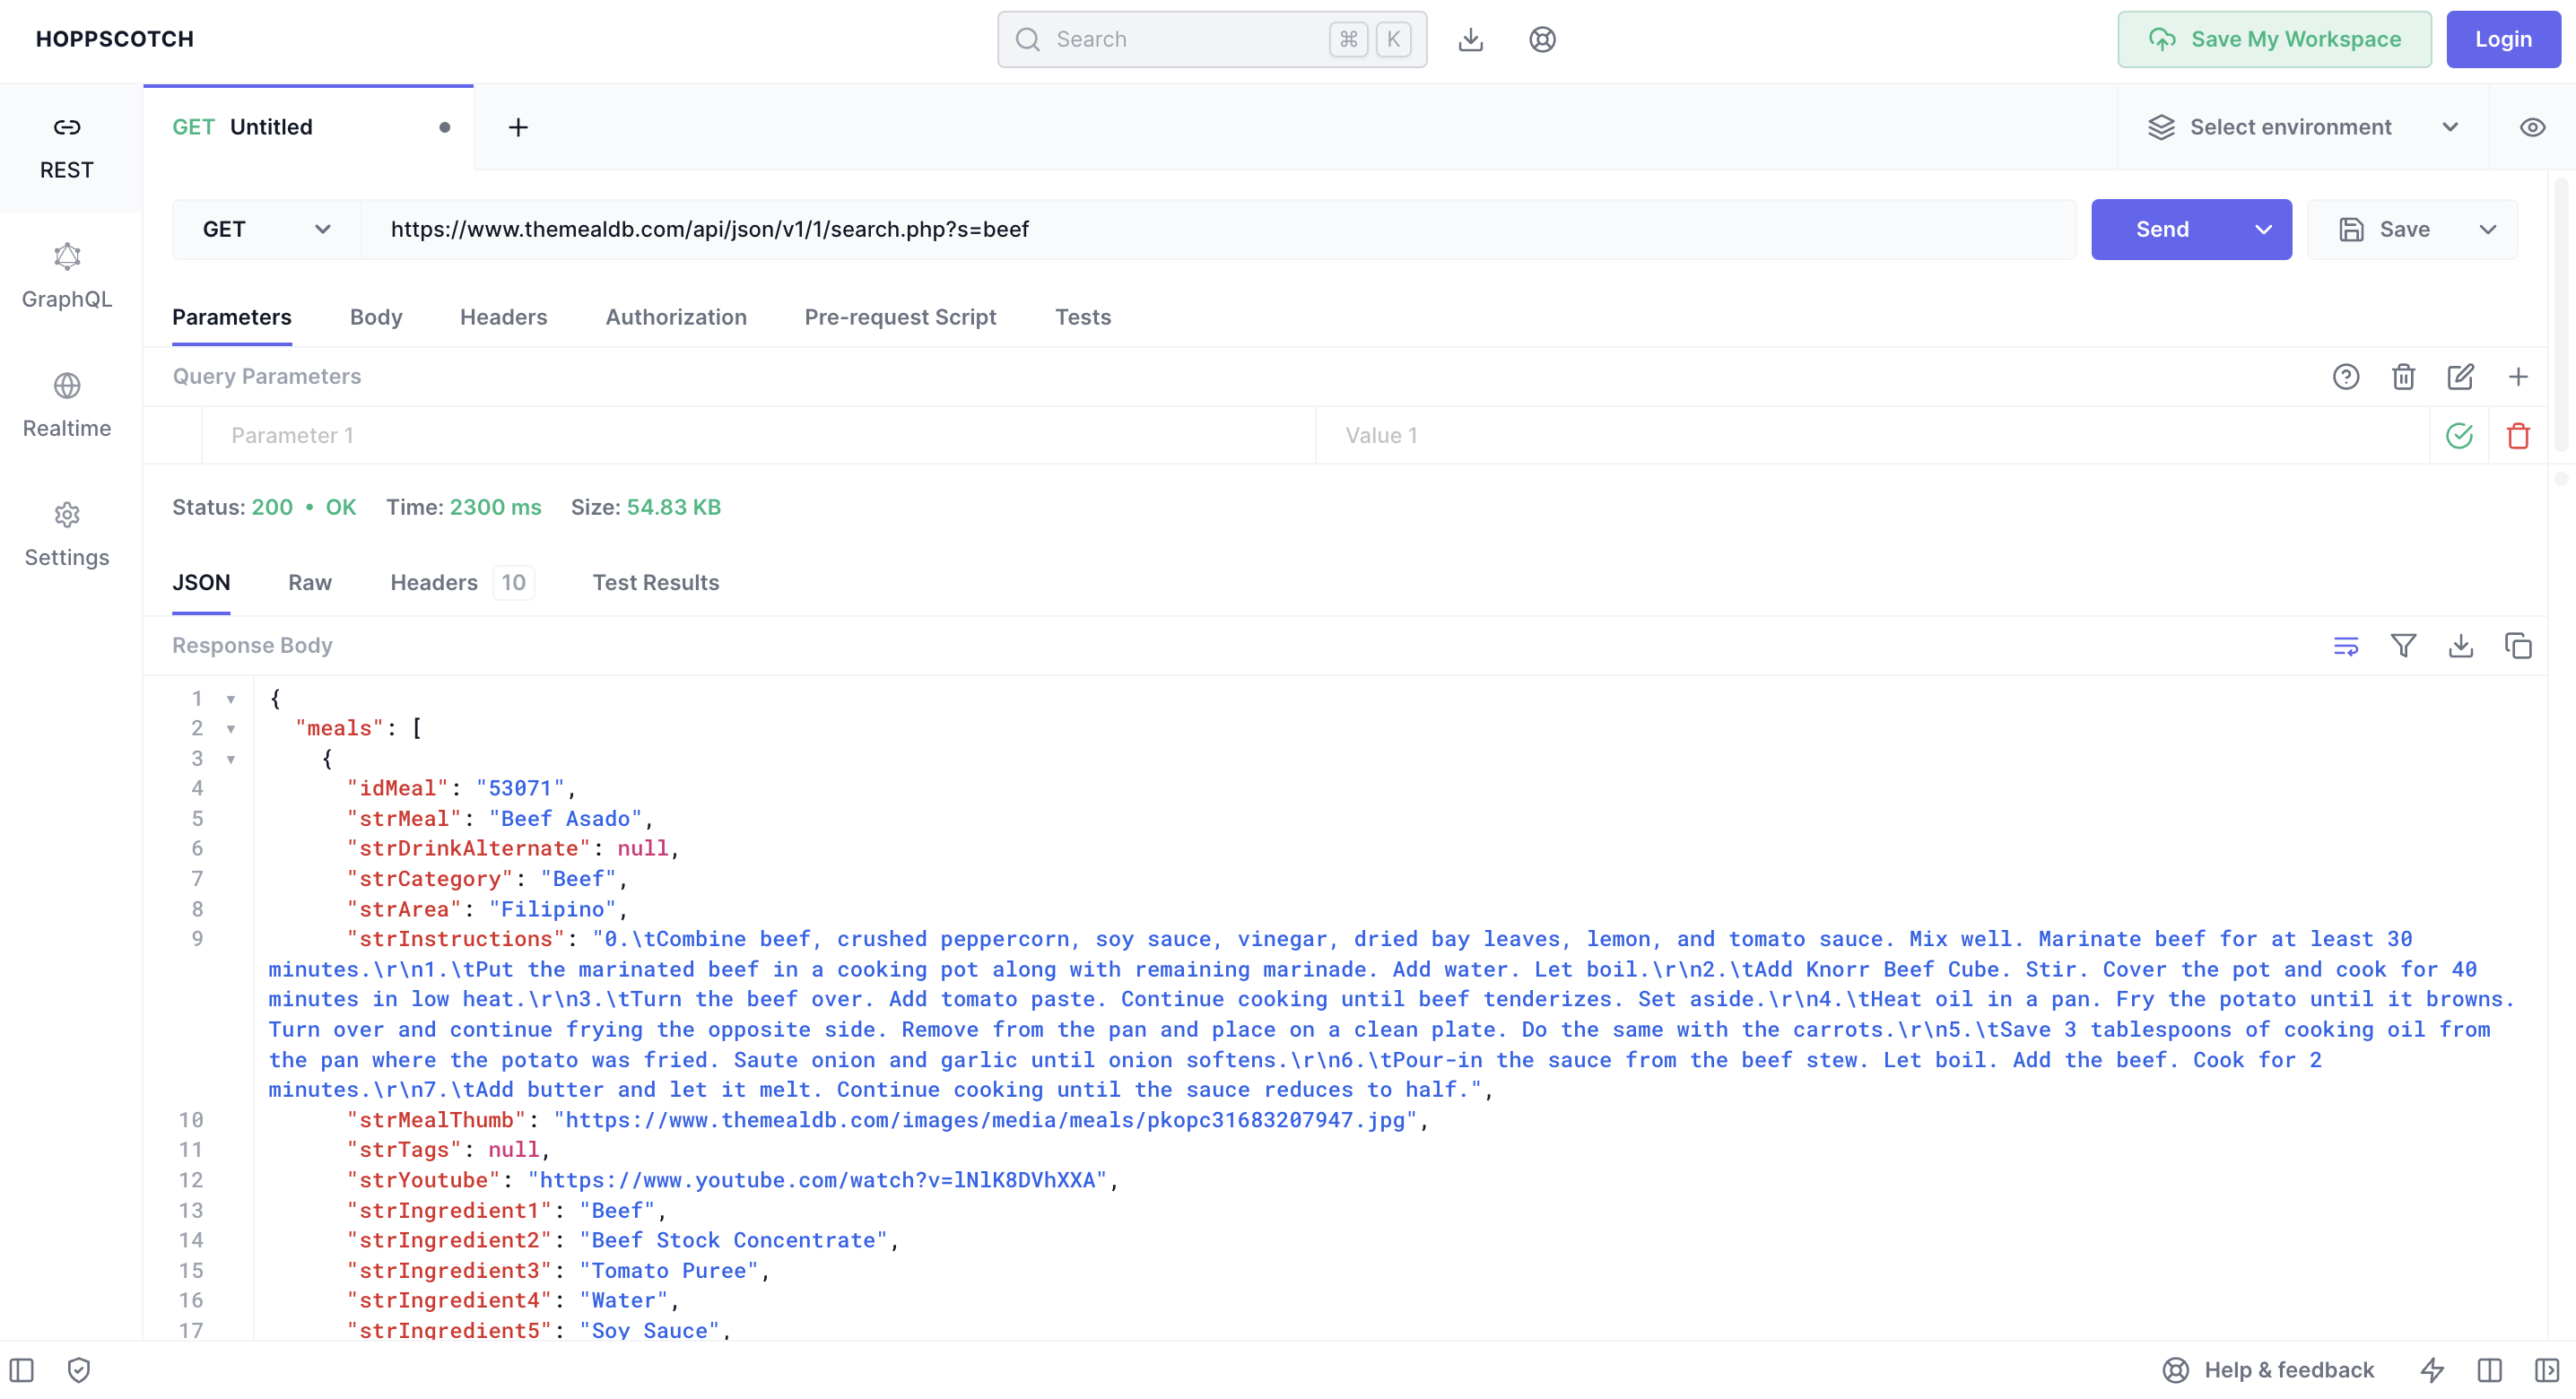 HOPPSCOTCH
Search ⌘ K
Save My Workspace
Login
REST
GraphQL
Realtime
Settings
GET Untitled
Select environment
GET https://www.themealdb.com/api/json/v1/1/search.php?s=beef
Send
Save
Parameters Body Headers Authorization Pre-request Script Tests
Query Parameters
Parameter 1 Value 1
Status: 200 • OK Time: 2300 ms Size: 54.83 KB
JSON Raw Headers 10 Test Results
Response Body
1 {
2 "meals": [
3 {
4 "idMeal": "53071",
5 "strMeal": "Beef Asado",
6 "strDrinkAlternate": null,
7 "strCategory": "Beef",
8 "strArea": "Filipino",
9 "strInstructions": "0.\tCombine beef, crushed peppercorn, soy sauce, vinegar, dried bay leaves, lemon, and tomato sauce. Mix well. Marinate beef for at least 30
minutes.\r\n1.\tPut the marinated beef in a cooking pot along with remaining marinade. Add water. Let boil.\r\n2.\tAdd Knorr Beef Cube. Stir. Cover the pot and cook for 40
minutes in low heat.\r\n3.\tTurn the beef over. Add tomato paste. Continue cooking until beef tenderizes. Set aside.\r\n4.\tHeat oil in a pan. Fry the potato until it browns.
Turn over and continue frying the opposite side. Remove from the pan and place on a clean plate. Do the same with the carrots.\r\n5.\tSave 3 tablespoons of cooking oil from
the pan where the potato was fried. Saute onion and garlic until onion softens.\r\n6.\tPour-in the sauce from the beef stew. Let boil. Add the beef. Cook for 2
minutes.\r\n7.\tAdd butter and let it melt. Continue cooking until the sauce reduces to half.",
10 "strMealThumb": "https://www.themealdb.com/images/media/meals/pkopc31683207947.jpg",
11 "strTags": null,
12 "strYoutube": "https://www.youtube.com/watch?v=lNlK8DVhXXA",
13 "strIngredient1": "Beef",
14 "strIngredient2": "Beef Stock Concentrate",
15 "strIngredient3": "Tomato Puree",
16 "strIngredient4": "Water",
17 "strIngredient5": "Soy Sauce",
Help & feedback